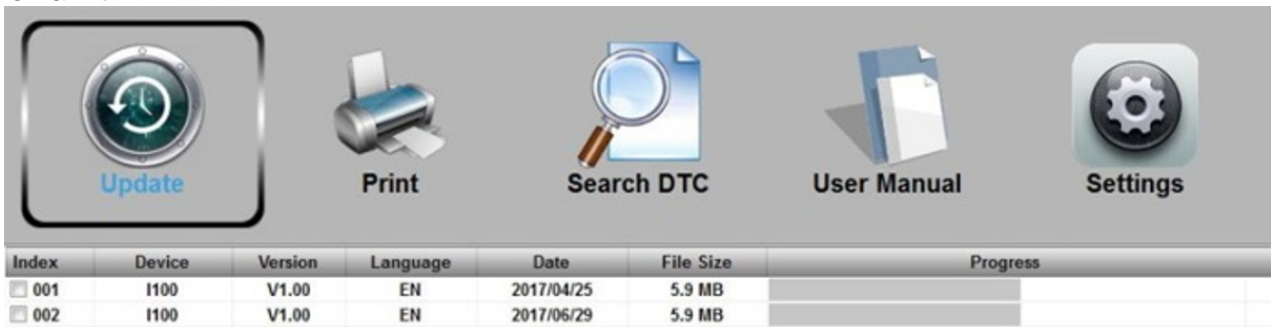 Update Print Search DTC User Manual Settings
Index Device Version Language Date File Size Progress
001 I100 V1.00 EN 2017/04/25 5.9 MB
002 I100 V1.00 EN 2017/06/29 5.9 MB